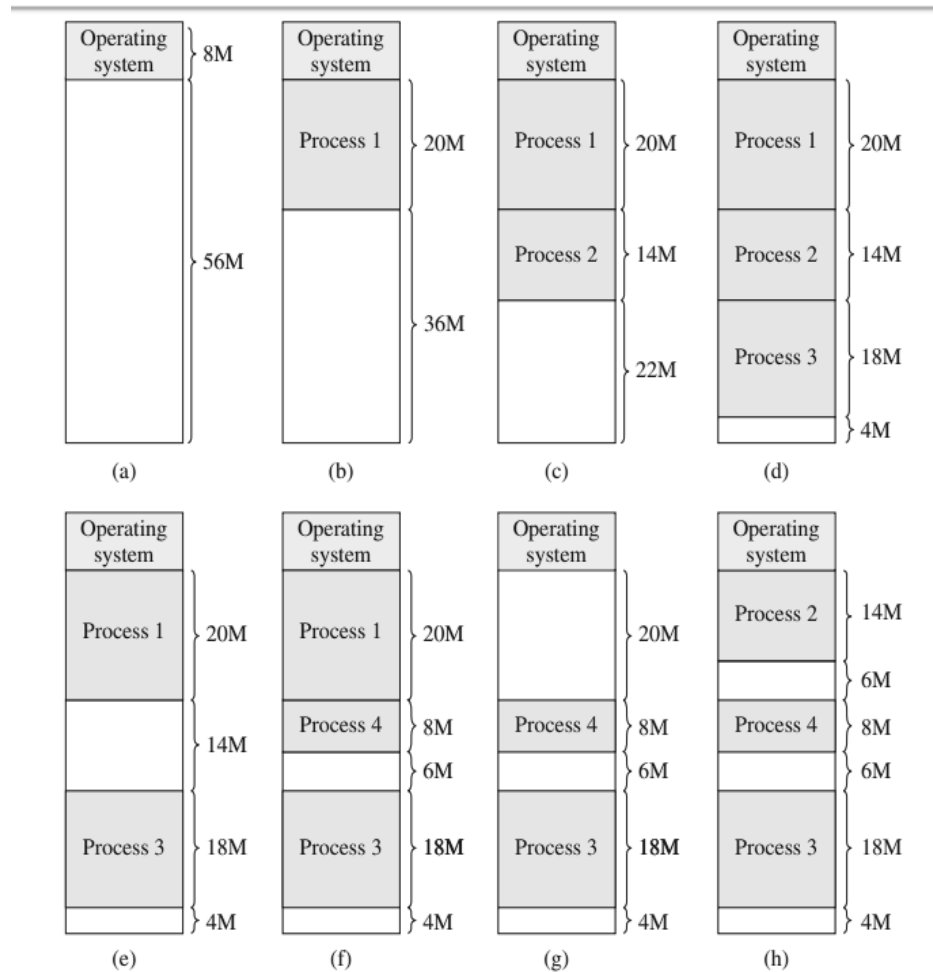 Operating
system
8M
56M
(a)
Operating
system
Process 1
20M
36M
(b)
Operating
system
Process 1
20M
Process 2
14M
22M
(c)
Operating
system
Process 1
20M
Process 2
14M
Process 3
18M
4M
(d)
Operating
system
Process 1
20M
14M
Process 3
18M
4M
(e)
Operating
system
Process 1
20M
Process 4
8M
6M
Process 3
18M
4M
(f)
Operating
system
20M
Process 4
8M
6M
Process 3
18M
4M
(g)
Operating
system
Process 2
14M
6M
Process 4
8M
6M
Process 3
18M
4M
(h)